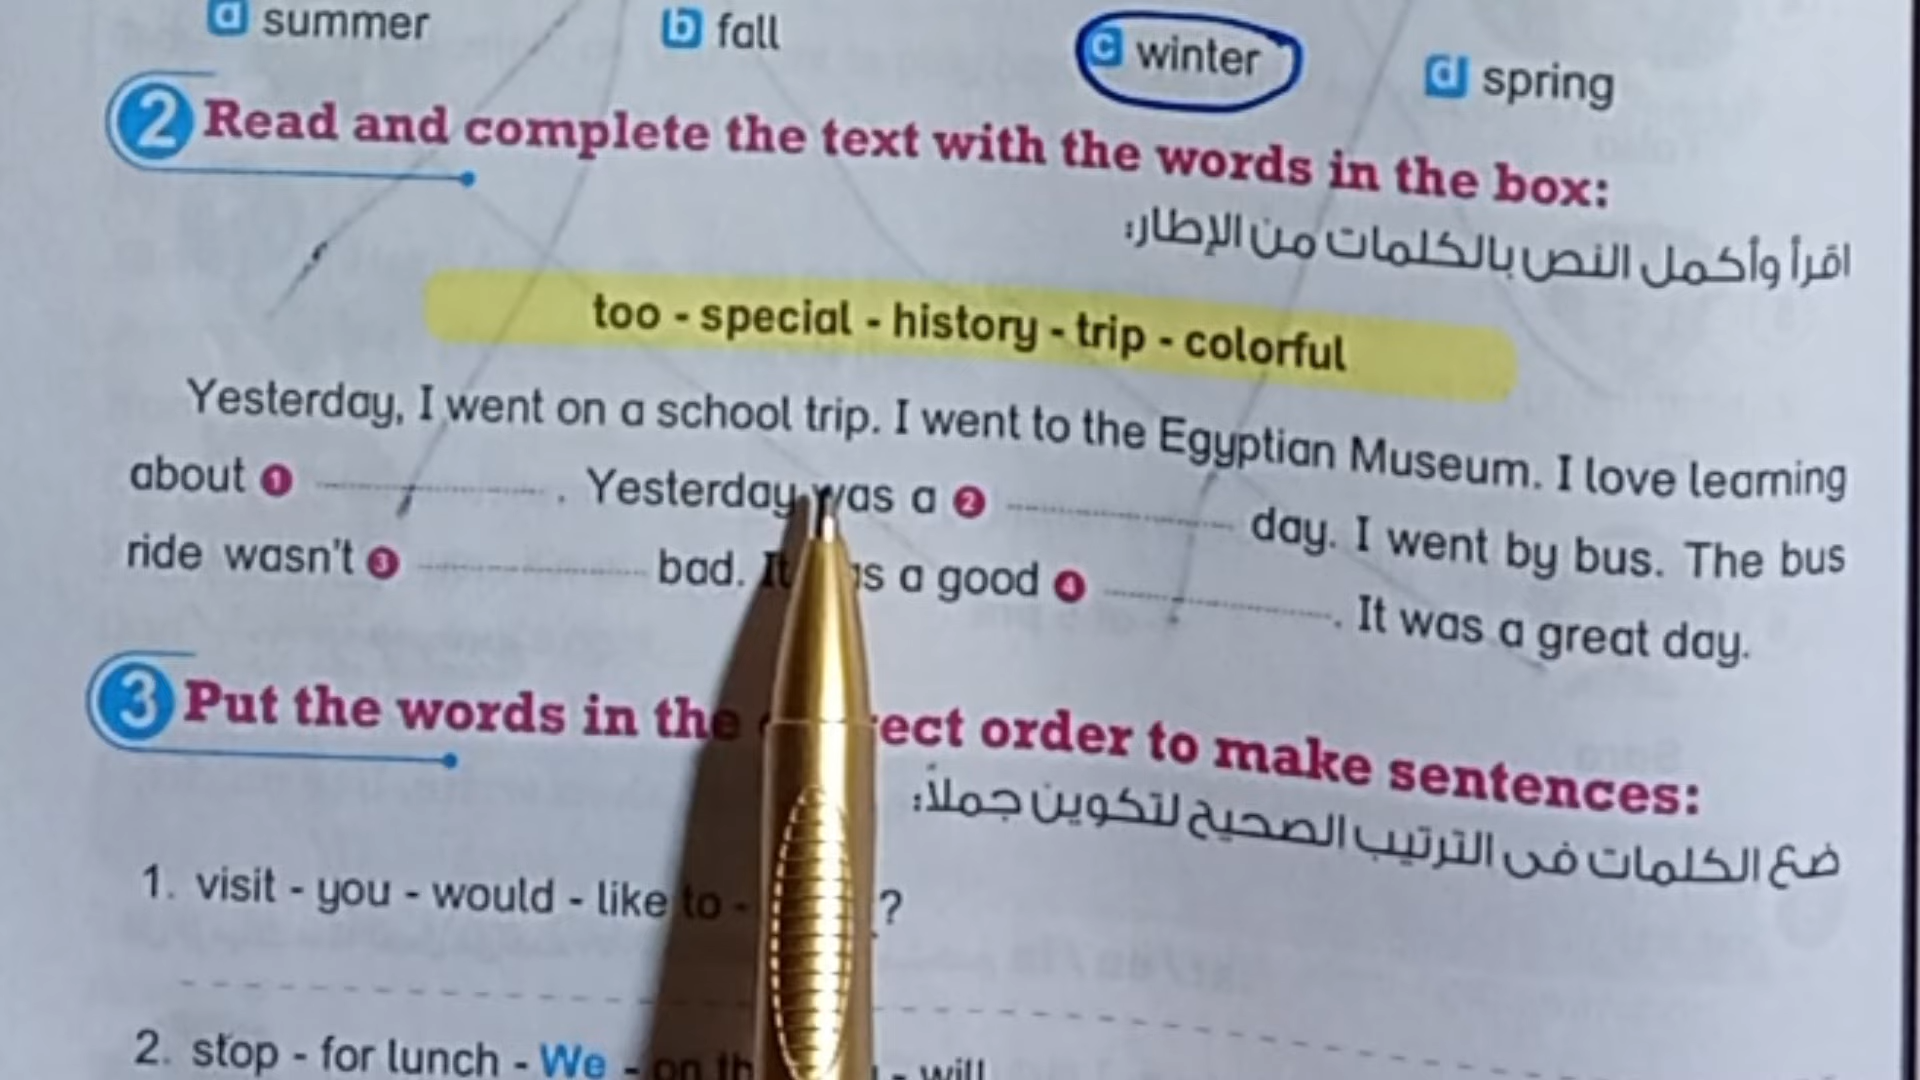 a summer b fall c winter d spring
2 Read and complete the text with the words in the box:
اقرأ وأكمل النص بالكلمات من الإطار:
too - special - history - trip - colorful
Yesterday, I went on a school trip. I went to the Egyptian Museum. I love learning
about 1 . Yesterday was a 2 day. I went by bus. The bus
ride wasn't 3 bad. It a good 4 . It was a great day.
3 Put the words in the order to make sentences:
ضع الكلمات فى الترتيب الصحيح لتكوين جملاً:
1. visit - you - would - like to - ?
2. stop - for lunch - We - on - will